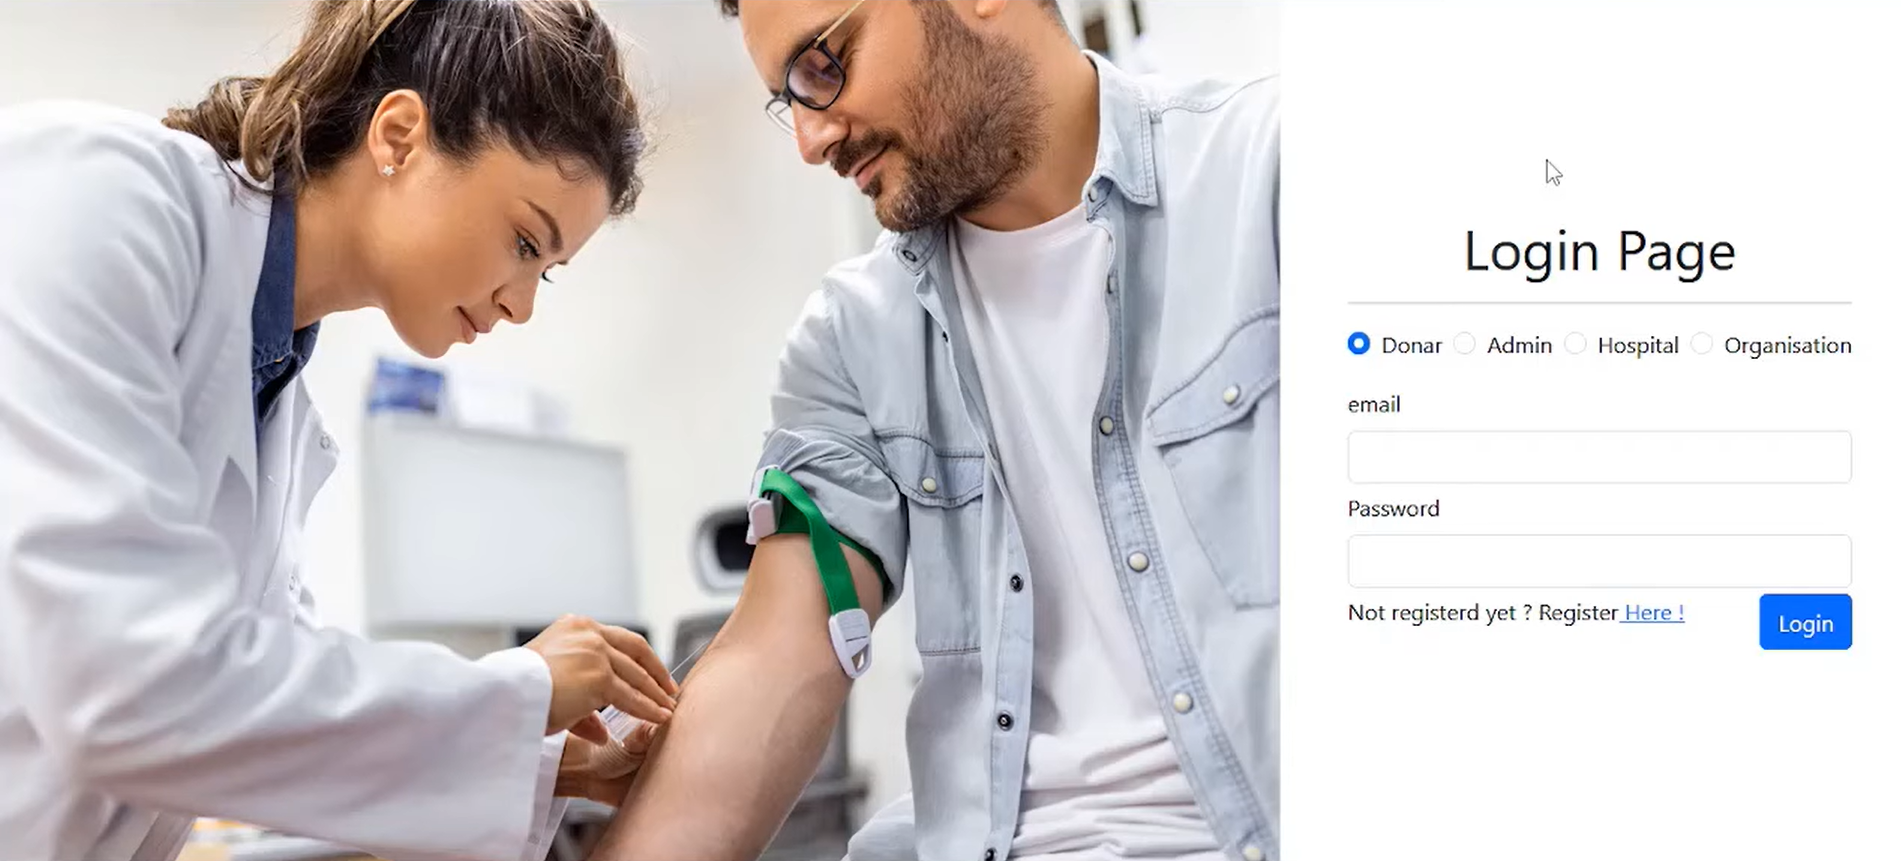 Login Page
Donar Admin Hospital Organisation
email
Password
Not registerd yet ? Register Here !
Login